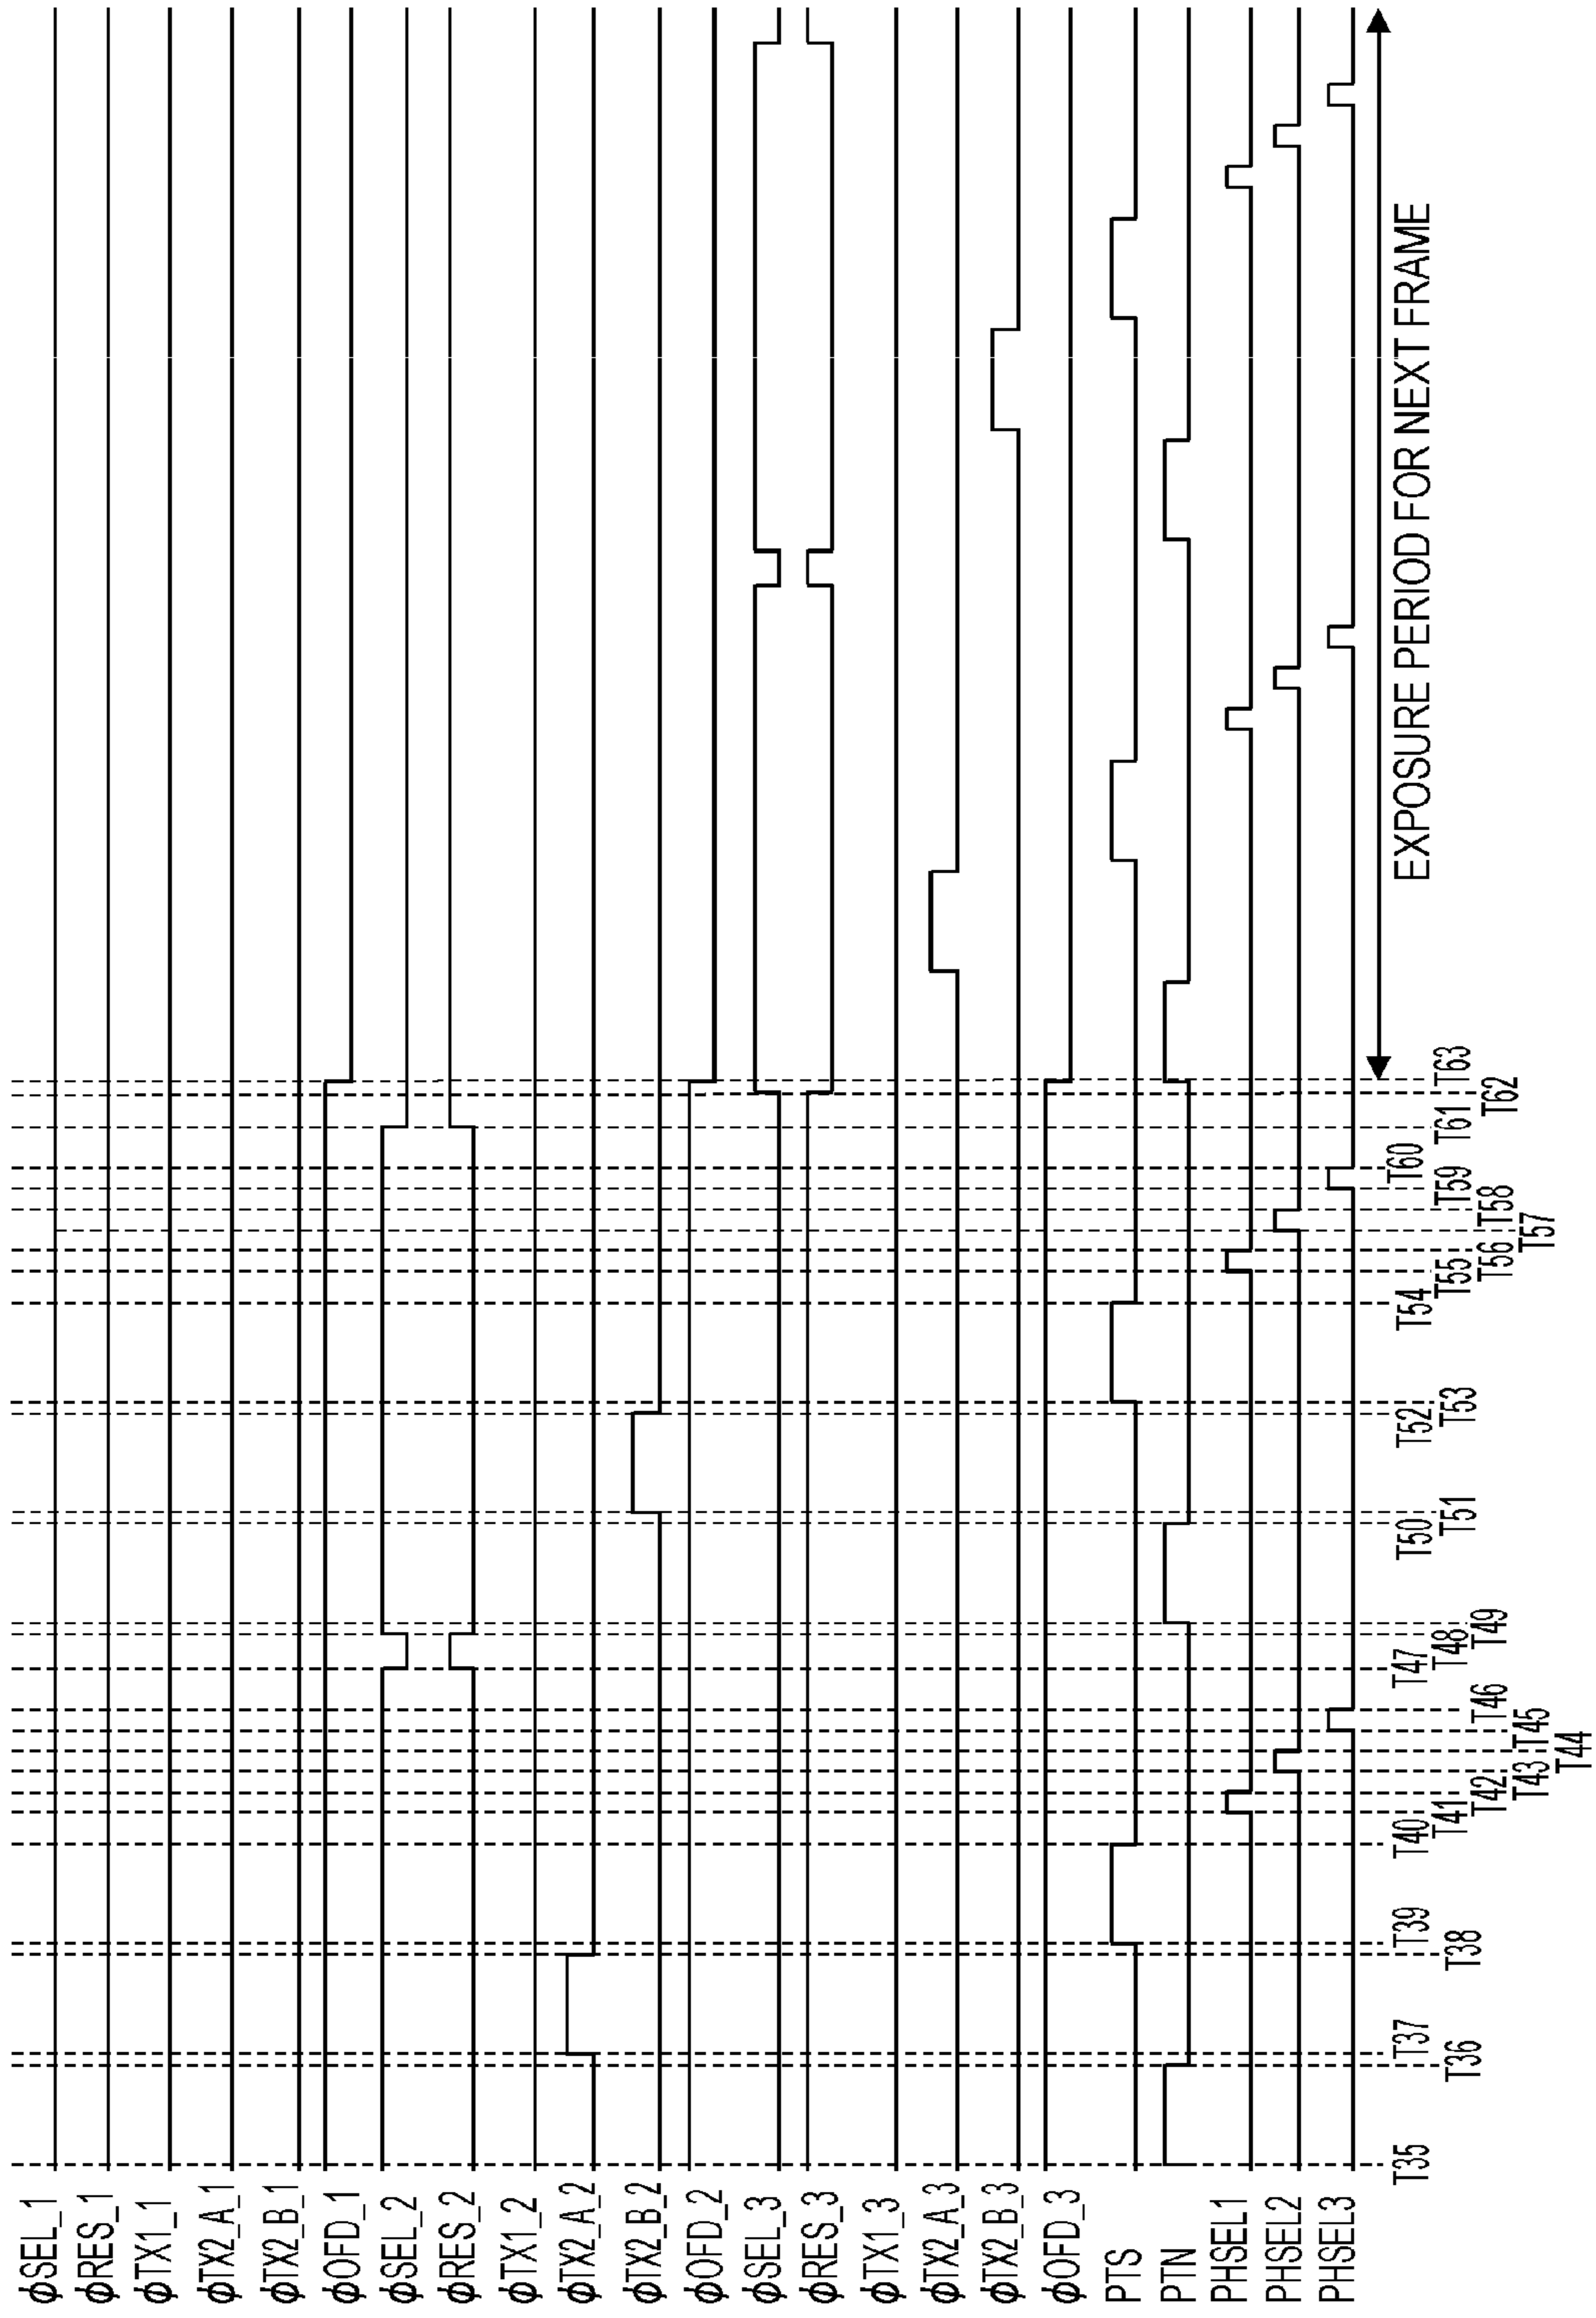 ϕSEL_1
ϕRES_1
ϕTX1_1
ϕTX2_A_1
ϕTX2_B_1
ϕOFD_1
ϕSEL_2
ϕRES_2
ϕTX1_2
ϕTX2_A_2
ϕTX2_B_2
ϕOFD_2
ϕSEL_3
ϕRES_3
ϕTX1_3
ϕTX2_A_3
ϕTX2_B_3
ϕOFD_3
PTS
PTN
PHSEL1
PHSEL2
PHSEL3
T35
T36
T37
T38
T39
T40
T41
T42
T43
T44
T45
T46
T47
T48
T49
T50
T51
T52
T53
T54
T55
T56
T57
T58
T59
T60
T61
T62
T63
EXPOSURE PERIOD FOR NEXT FRAME